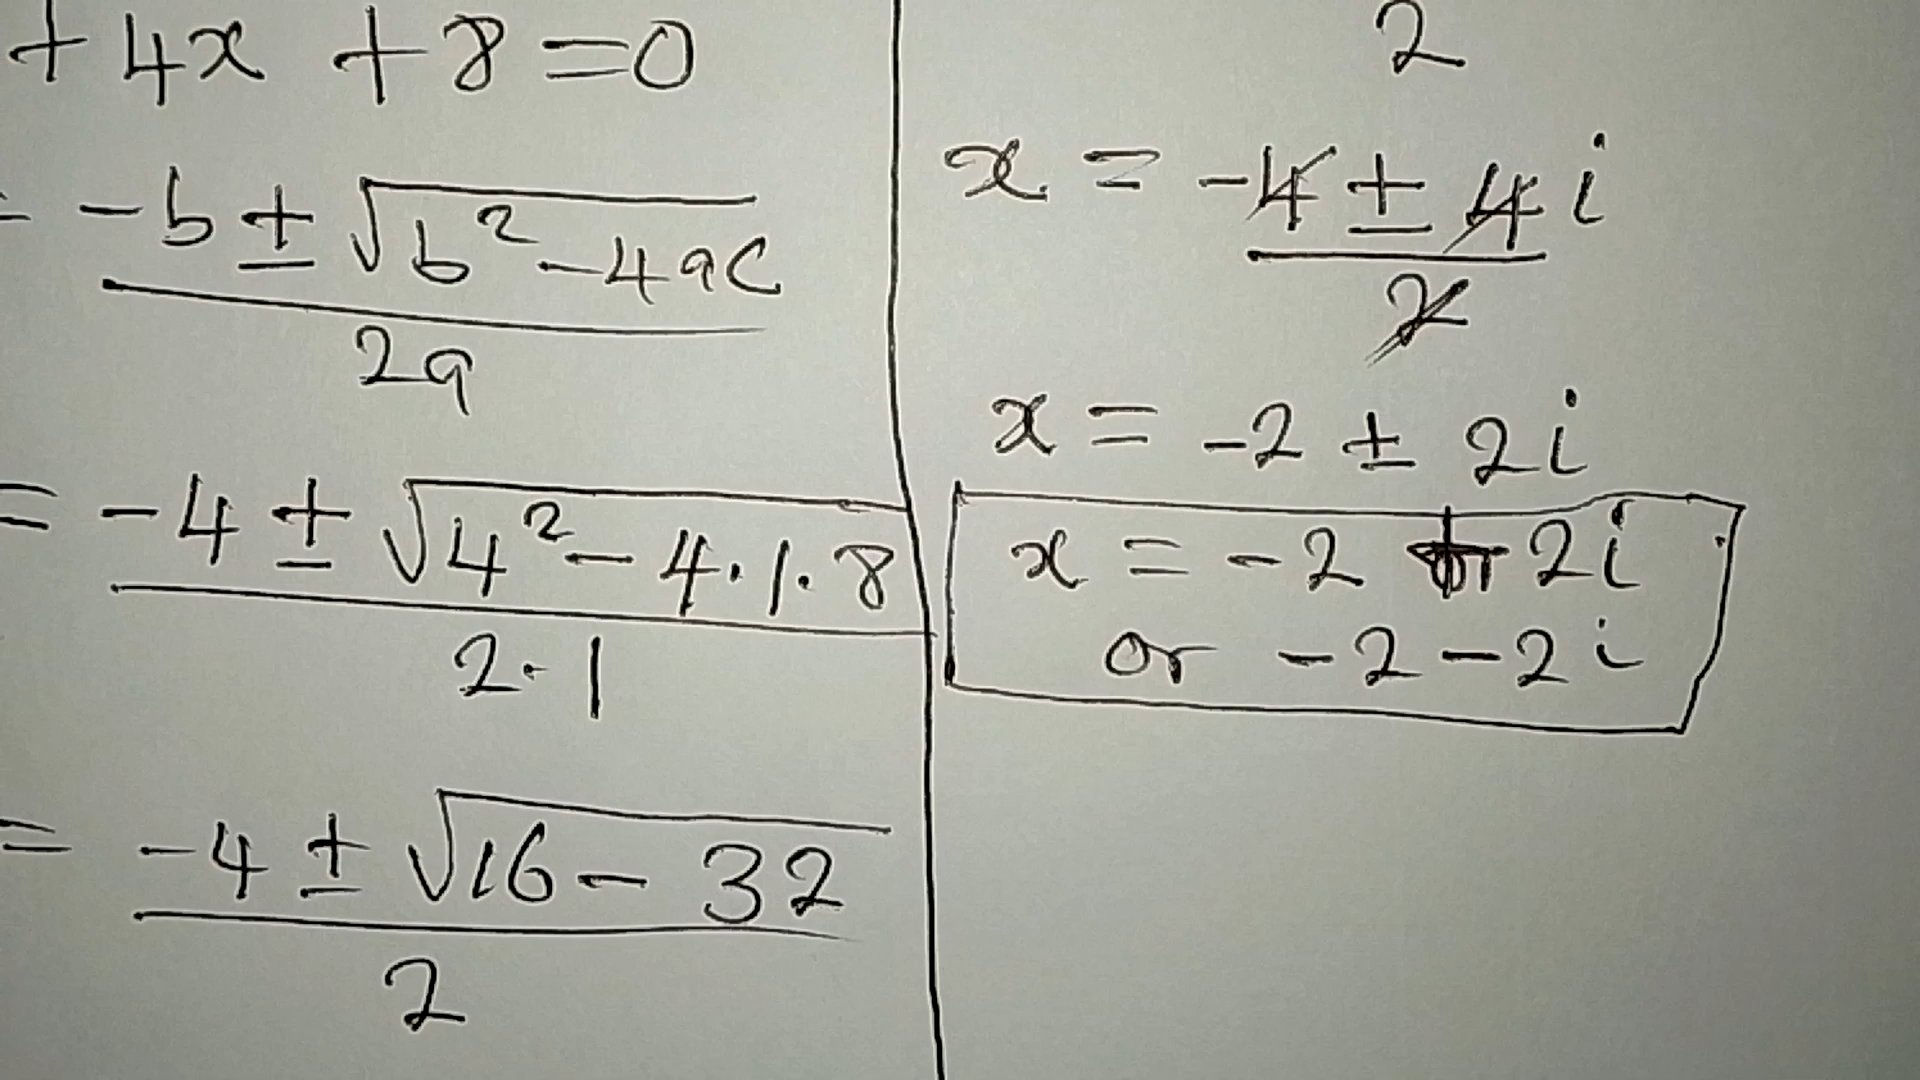 + 4x + 8 = 0
= -b ± √(b² - 4ac)
2a
= -4 ± √(4² - 4·1·8)
2·1
= -4 ± √(16 - 32)
2
2
x = -4 ± 4i
2
x = -2 ± 2i
x = -2 + 2i
or -2 - 2i